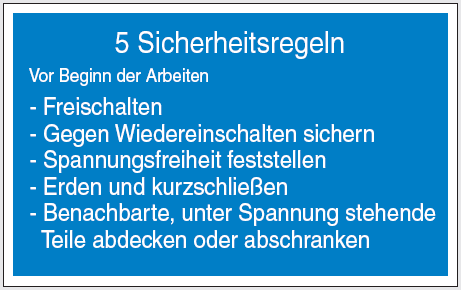 5 Sicherheitsregeln
Vor Beginn der Arbeiten
- Freischalten
- Gegen Wiedereinschalten sichern
- Spannungsfreiheit feststellen
- Erden und kurzschließen
- Benachbarte, unter Spannung stehende
Teile abdecken oder abschranken